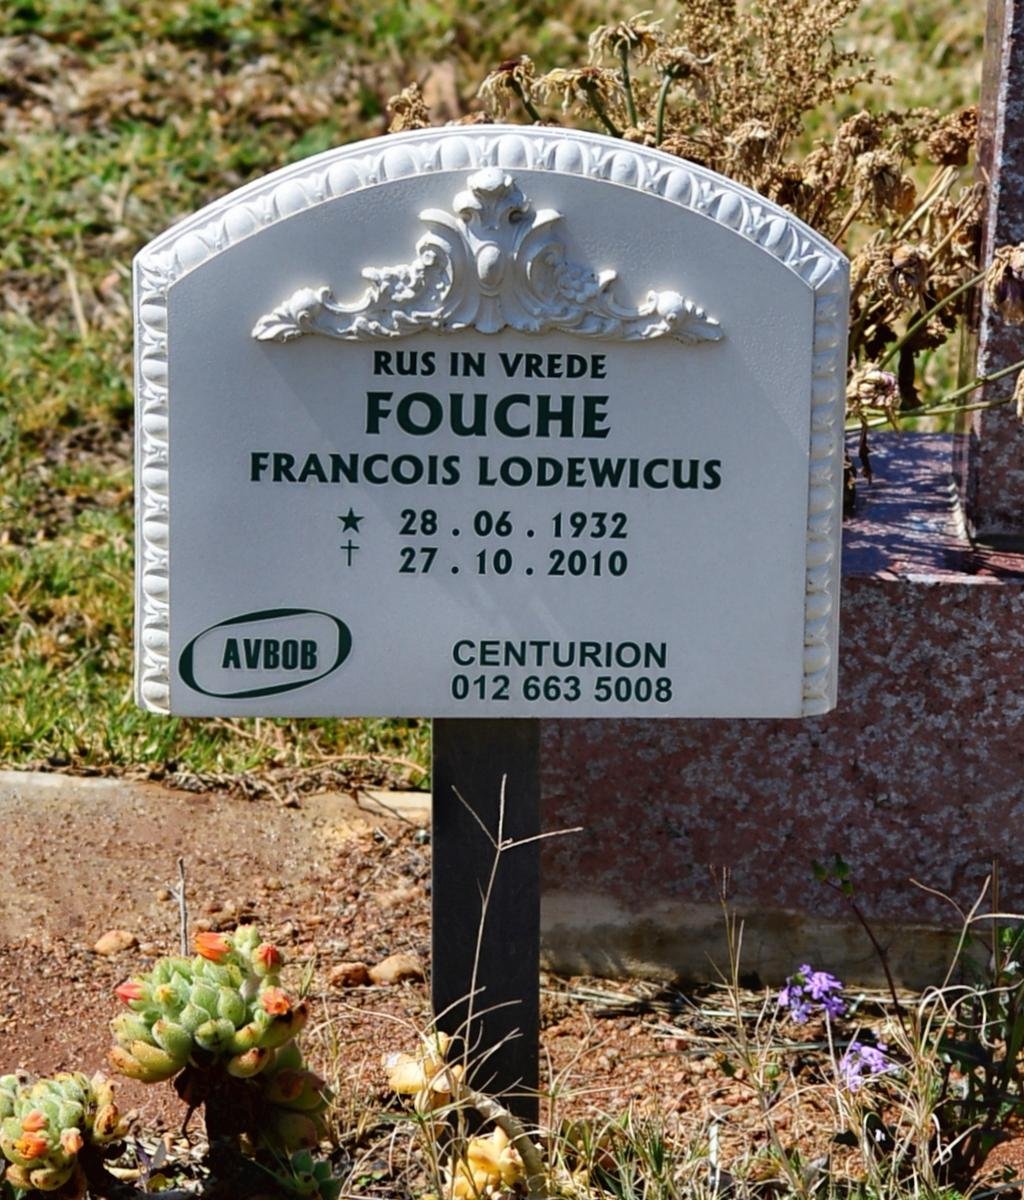 RUS IN VREDE
FOUCHE
FRANCOIS LODEWICUS
★ 28 . 06 . 1932
† 27 . 10 . 2010
AVBOB
CENTURION
012 663 5008